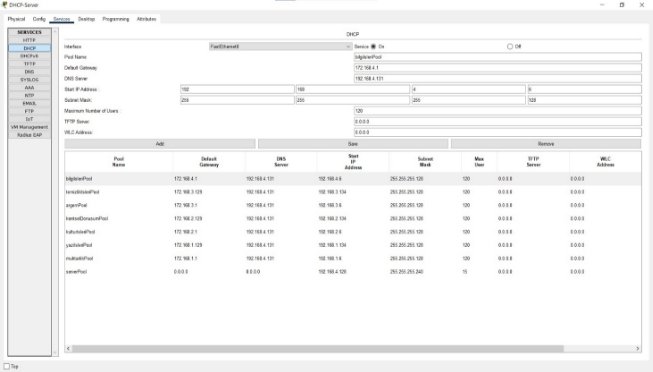 DHCP-Server
Physical Config Services Desktop Programming Attributes
SERVICES
HTTP
DHCP
DHCPv6
TFTP
DNS
SYSLOG
AAA
NTP
EMAIL
FTP
IoT
VM Management
Radius EAP
DHCP
Interface FastEthernet0 Service On Off
Pool Name bilgiislerPool
Default Gateway 172.168.4.1
DNS Server 192.168.4.131
Start IP Address : 192 168 4 6
Subnet Mask: 255 255 255 128
Maximum Number of Users : 120
TFTP Server: 0.0.0.0
WLC Address: 0.0.0.0
Add Save Remove
Pool Name Default Gateway DNS Server Start IP Address Subnet Mask Max User TFTP Server WLC Address
bilgiislerPool 172.168.4.1 192.168.4.131 192.168.4.6 255.255.255.128 120 0.0.0.0 0.0.0.0
172.168.3.129 192.168.4.131 192.168.3.134 255.255.255.128 120 0.0.0.0 0.0.0.0
172.168.3.1 192.168.4.131 192.168.3.6 255.255.255.128 120 0.0.0.0 0.0.0.0
172.168.2.129 192.168.4.131 192.168.2.134 255.255.255.128 120 0.0.0.0 0.0.0.0
172.168.2.1 192.168.4.131 192.168.2.6 255.255.255.128 120 0.0.0.0 0.0.0.0
172.168.1.129 192.168.4.131 192.168.1.134 255.255.255.128 120 0.0.0.0 0.0.0.0
172.168.1.1 192.168.4.131 192.168.1.6 255.255.255.128 120 0.0.0.0 0.0.0.0
serverPool 0.0.0.0 0.0.0.0 192.168.4.128 255.255.255.240 15 0.0.0.0 0.0.0.0
Top